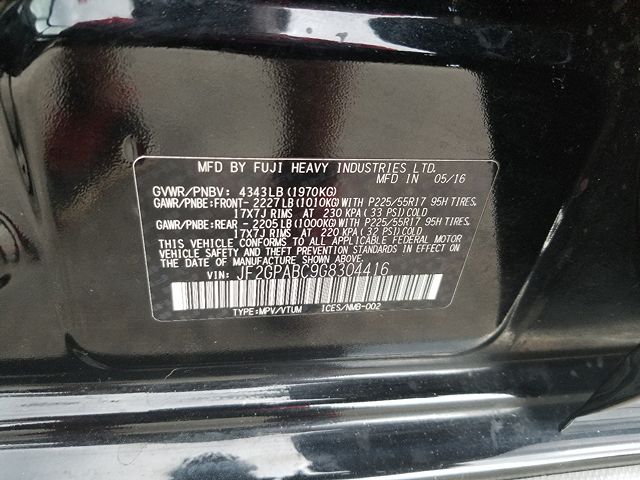 MFD BY FUJI HEAVY INDUSTRIES LTD.
MFD IN 05/16
GVWR/PNBV: 4343LB(1970KG)
GAWR/PNBE:FRONT- 2227LB(1010KG)WITH P225/55R17 95H TIRES,
17X7J RIMS AT 230 KPA(33 PSI)COLD
GAWR/PNBE:REAR - 2205LB(1000KG)WITH P225/55R17 95H TIRES,
17X7J RIMS AT 220 KPA(32 PSI)COLD
THIS VEHICLE CONFORMS TO ALL APPLICABLE FEDERAL MOTOR
VEHICLE SAFETY AND THEFT PREVENTION STANDARDS IN EFFECT ON
THE DATE OF MANUFACTURE SHOWN ABOVE.
VIN: JF2GPABC9G8304416
TYPE:MPV/VTUM ICES/NMB-002